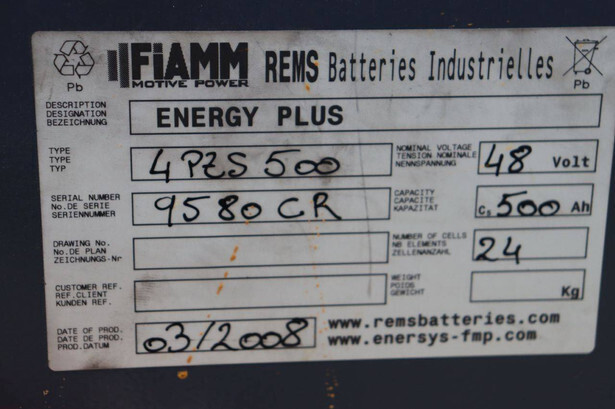 Pb
FiAMM
MOTIVE POWER
REMS Batteries Industrielles
Pb
DESCRIPTION
DESIGNATION
BEZEICHNUNG
ENERGY PLUS
TYPE
TYPE
TYP
4PZS 500
NOMINAL VOLTAGE
TENSION NOMINALE
NENNSPANNUNG
48 Volt
SERIAL NUMBER
No.DE SERIE
SERIENNUMMER
9580CR
CAPACITY
CAPACITE
KAPAZITAT
C5 500 Ah
DRAWING No.
No.DE PLAN
ZEICHNUNGS-Nr
NUMBER OF CELLS
NB ELEMENTS
ZELLENANZAHL
24
CUSTOMER REF.
REF.CLIENT
KUNDEN REF.
WEIGHT
POIDS
GEWICHT
Kg
DATE OF PROD.
DATE DE PROD.
PROD.DATUM
03/2008
www.remsbatteries.com
www.enersys-fmp.com